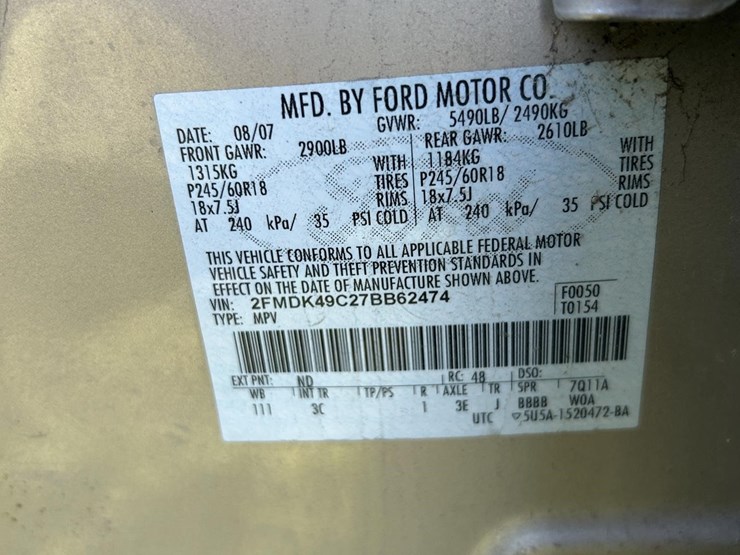 MFD. BY FORD MOTOR CO.
DATE: 08/07 GVWR: 5490LB/ 2490KG
FRONT GAWR: 2900LB REAR GAWR: 2610LB
1315KG WITH 1184KG WITH
P245/60R18 TIRES P245/60R18 TIRES
18x7.5J RIMS 18x7.5J RIMS
AT 240 kPa/ 35 PSI COLD AT 240 kPa/ 35 PSI COLD
THIS VEHICLE CONFORMS TO ALL APPLICABLE FEDERAL MOTOR
VEHICLE SAFETY AND THEFT PREVENTION STANDARDS IN
EFFECT ON THE DATE OF MANUFACTURE SHOWN ABOVE.
VIN: 2FMDK49C27BB62474 F0050
TYPE: MPV T0154
EXT PNT: ND RC: 48 DSO:
WB INT TR TP/PS R AXLE TR SPR 7Q11A
111 3C 1 3E J BBBB WOA
UTC 5U5A-1520472-BA